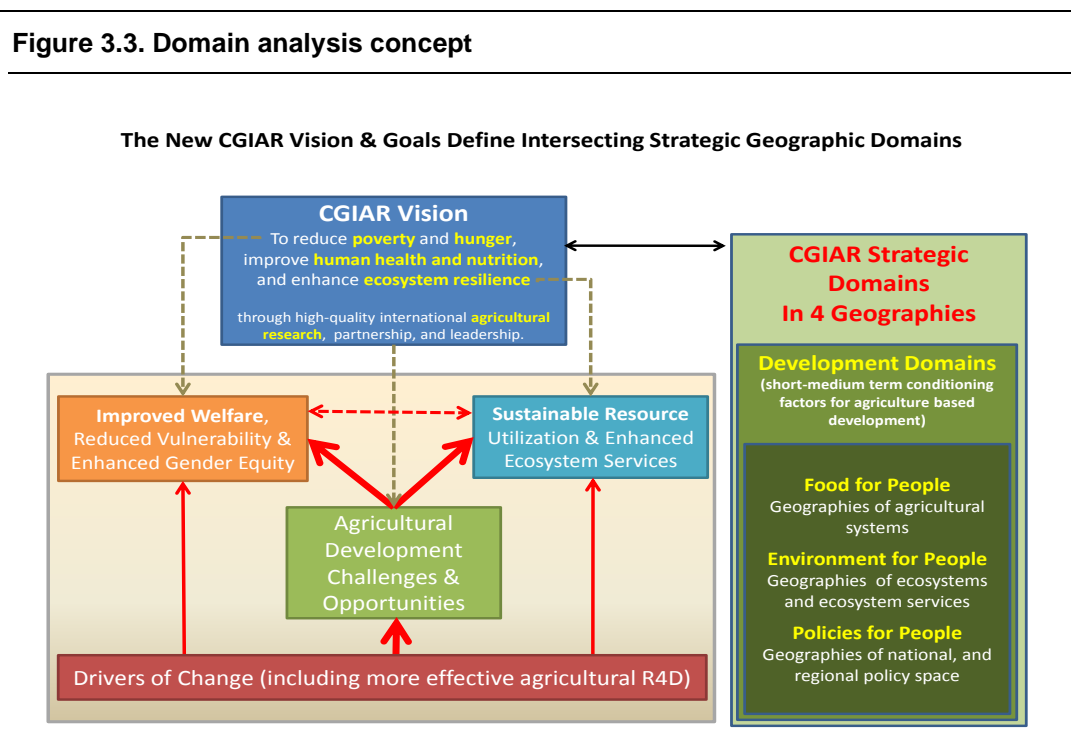 Figure 3.3. Domain analysis concept
The New CGIAR Vision & Goals Define Intersecting Strategic Geographic Domains
CGIAR Vision
To reduce poverty and hunger,
improve human health and nutrition,
and enhance ecosystem resilience
through high-quality international agricultural
research, partnership, and leadership.
Improved Welfare,
Reduced Vulnerability &
Enhanced Gender Equity
Sustainable Resource
Utilization & Enhanced
Ecosystem Services
Agricultural
Development
Challenges &
Opportunities
Drivers of Change (including more effective agricultural R4D)
CGIAR Strategic
Domains
In 4 Geographies
Development Domains
(short-medium term conditioning
factors for agriculture based
development)
Food for People
Geographies of agricultural
systems
Environment for People
Geographies of ecosystems
and ecosystem services
Policies for People
Geographies of national, and
regional policy space